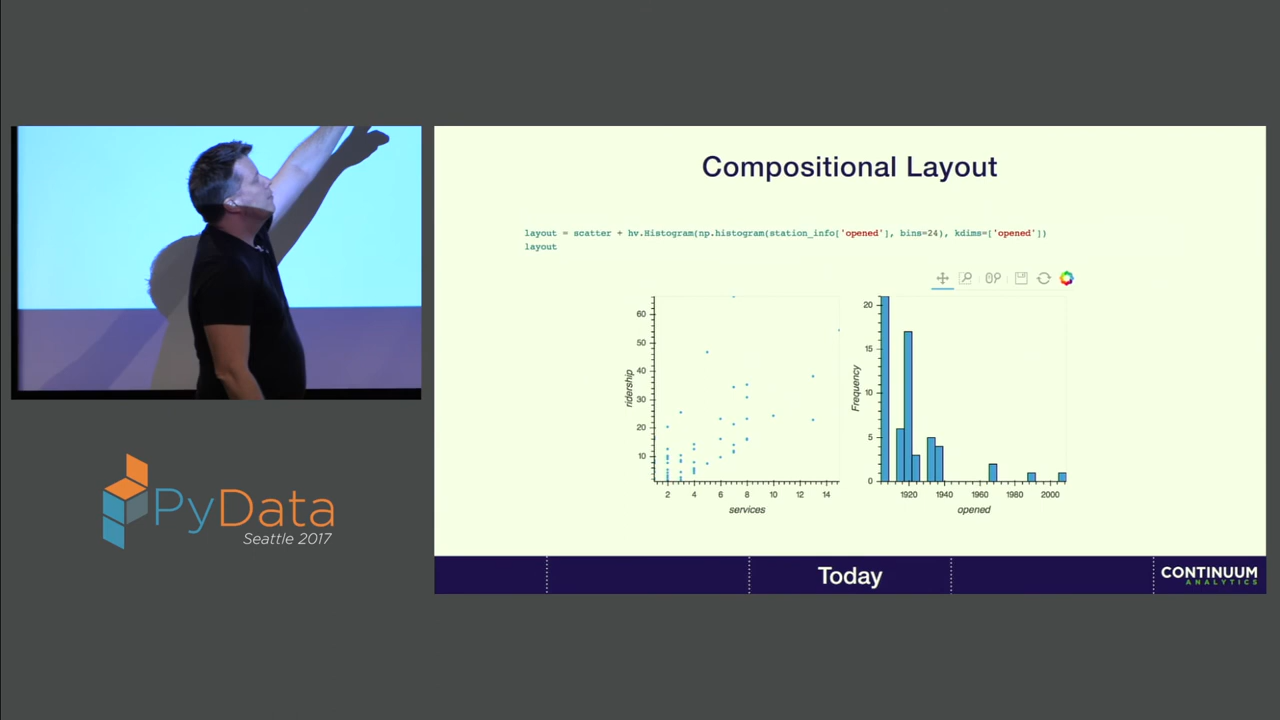 Compositional Layout
layout = scatter + hv.Histogram(np.histogram(station_info['opened'], bins=24), kdims=['opened'])
layout
60
50
40
30
20
10
ridership
2 4 6 8 10 12 14
services
20
15
10
5
0
Frequency
1920 1940 1960 1980 2000
opened
PyData
Seattle 2017
Today
CONTINUUM
ANALYTICS